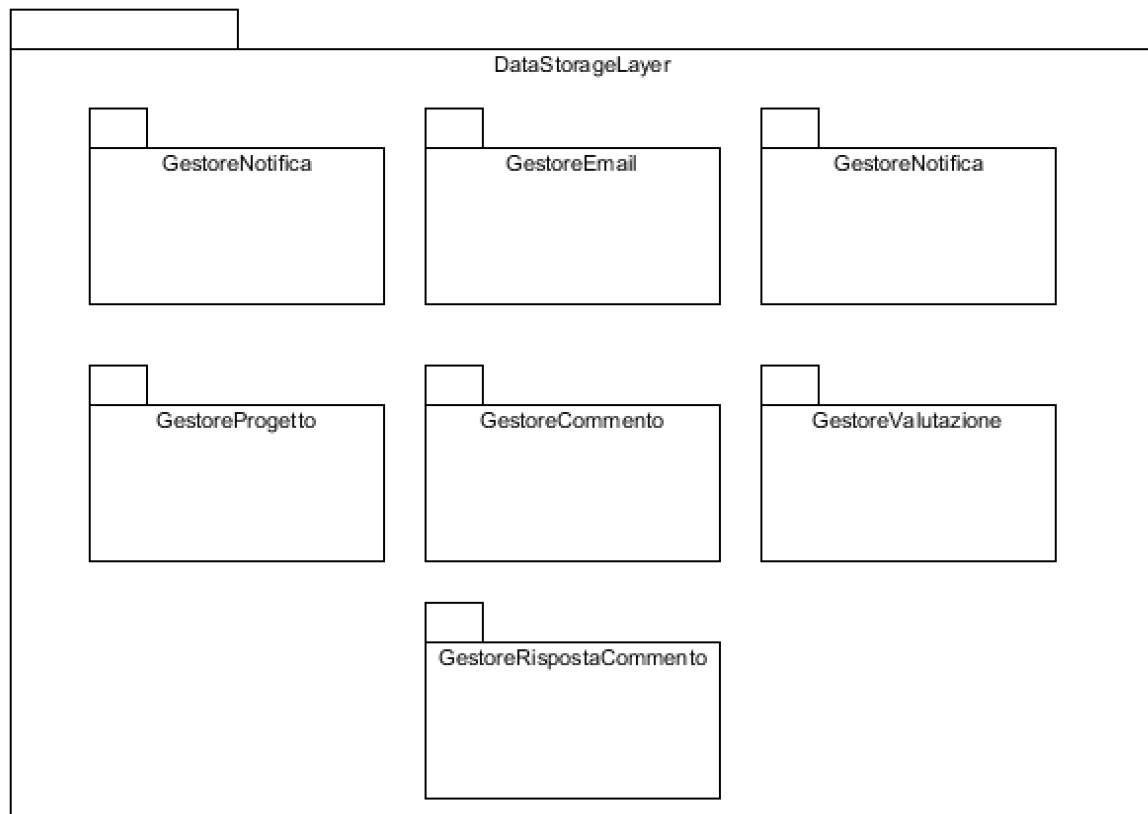 DataStorageLayer
GestoreNotifica
GestoreEmail
GestoreNotifica
GestoreProgetto
GestoreCommento
GestoreValutazione
GestoreRispostaCommento